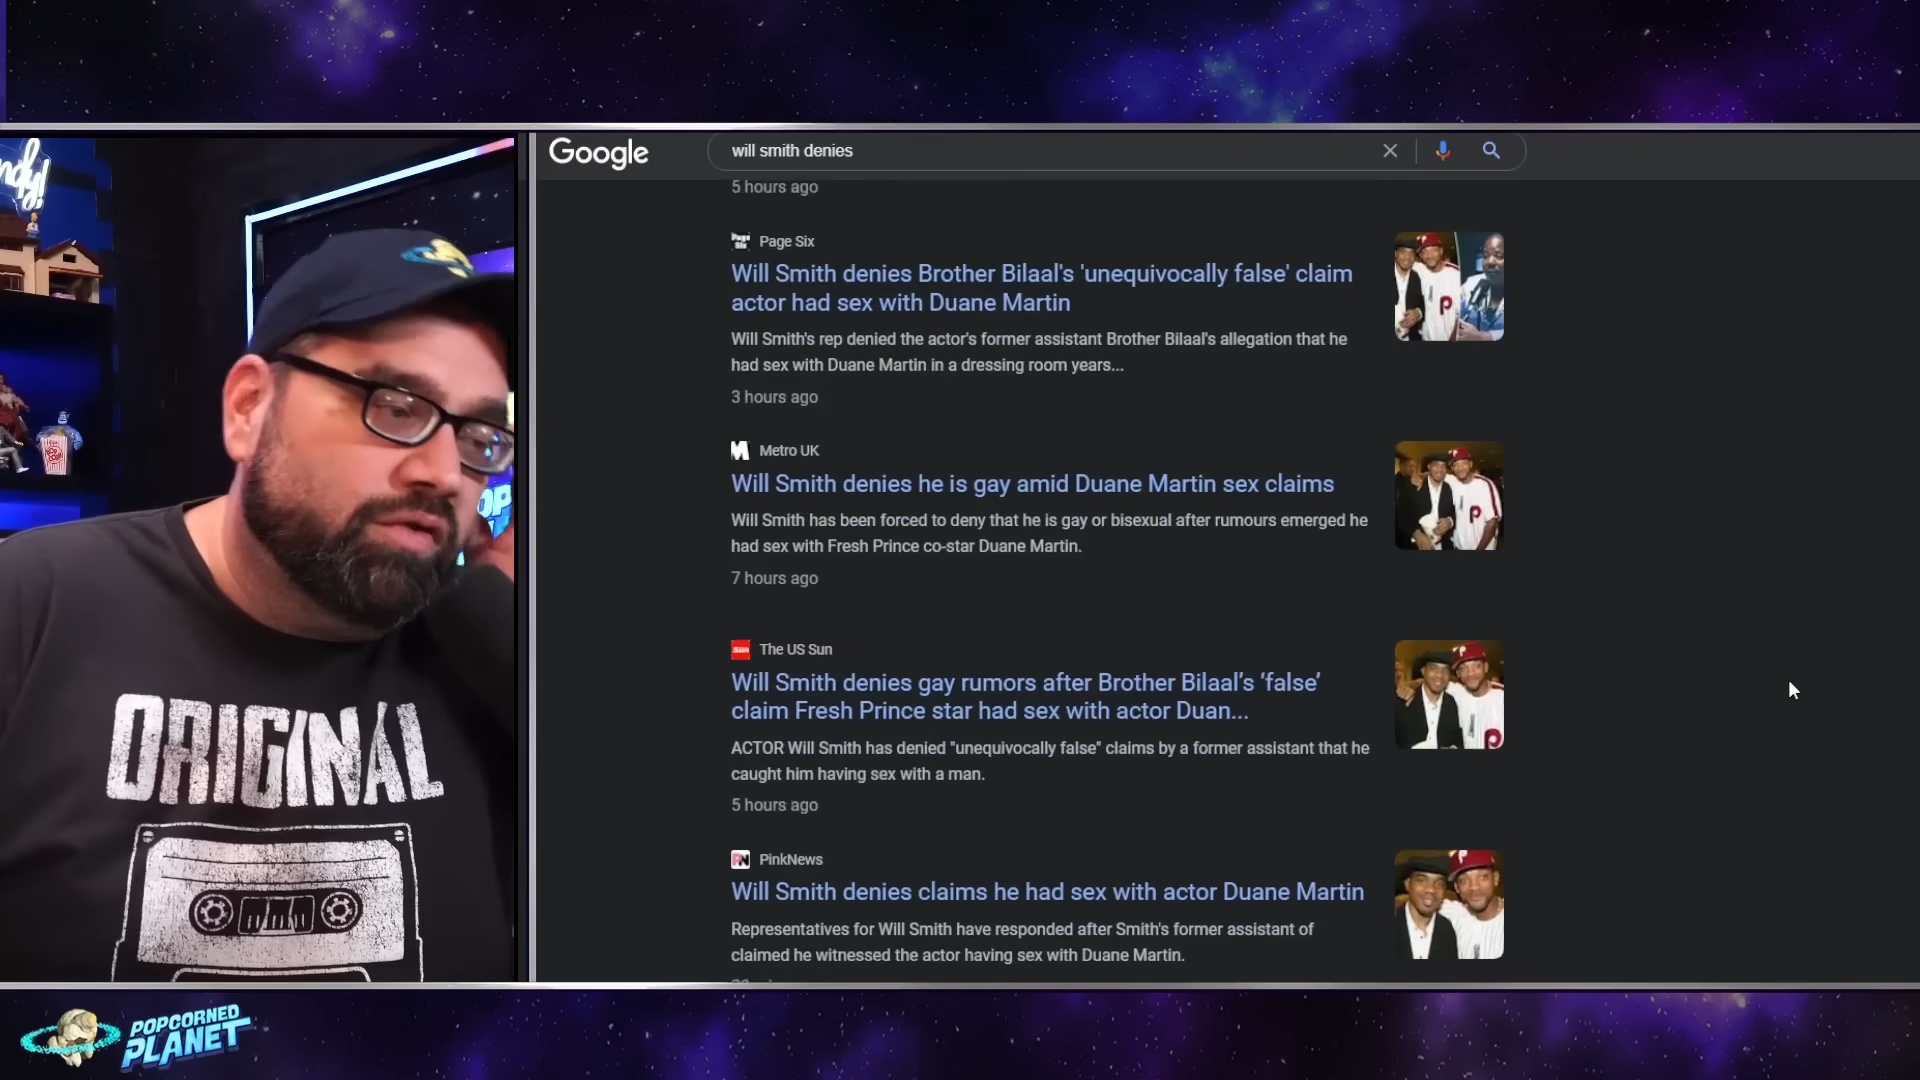 ndy!
Google
will smith denies
5 hours ago
Page Six
Will Smith denies Brother Bilaal's 'unequivocally false' claim
actor had sex with Duane Martin
Will Smith's rep denied the actor's former assistant Brother Bilaal's allegation that he
had sex with Duane Martin in a dressing room years...
3 hours ago
Metro UK
Will Smith denies he is gay amid Duane Martin sex claims
Will Smith has been forced to deny that he is gay or bisexual after rumours emerged he
had sex with Fresh Prince co-star Duane Martin.
7 hours ago
The US Sun
Will Smith denies gay rumors after Brother Bilaal's ‘false’
claim Fresh Prince star had sex with actor Duan...
ACTOR Will Smith has denied "unequivocally false" claims by a former assistant that he
caught him having sex with a man.
5 hours ago
PinkNews
Will Smith denies claims he had sex with actor Duane Martin
Representatives for Will Smith have responded after Smith's former assistant of
claimed he witnessed the actor having sex with Duane Martin.
ORIGINAL
POPCORNED
PLANET